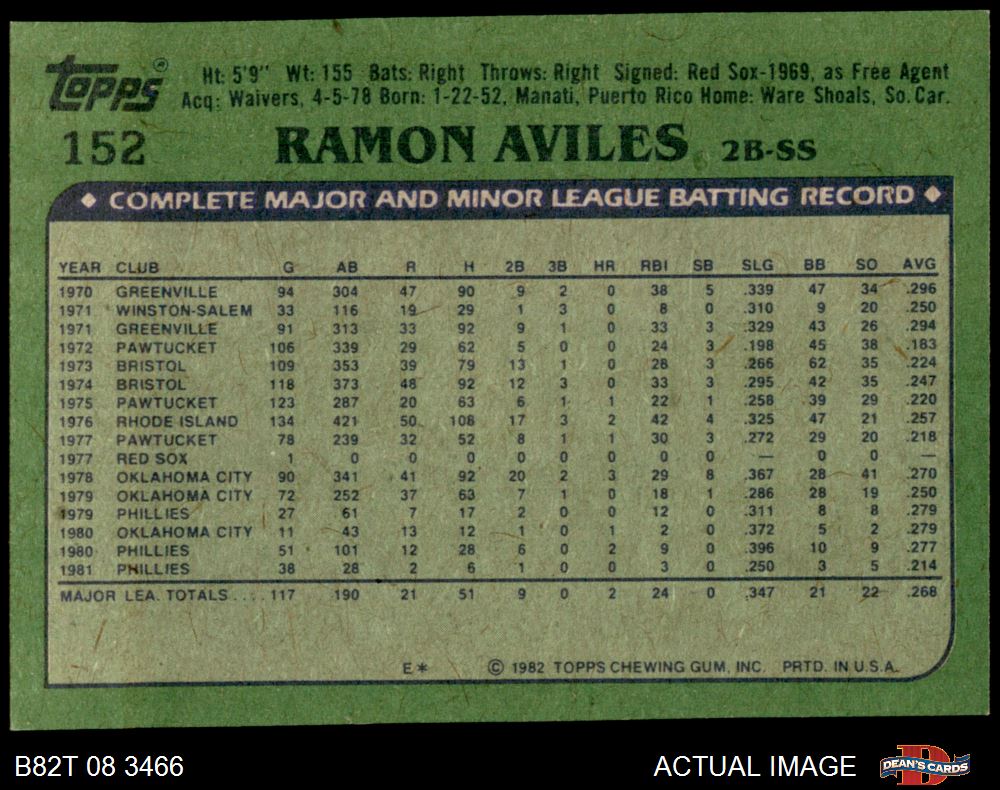 TOPPS®
Ht: 5'9" Wt: 155 Bats: Right Throws: Right Signed: Red Sox-1969, as Free Agent
Acq: Waivers, 4-5-78 Born: 1-22-52, Manati, Puerto Rico Home: Ware Shoals, So. Car.
152 RAMON AVILES 2B-SS
◆ COMPLETE MAJOR AND MINOR LEAGUE BATTING RECORD ◆
YEAR CLUB G AB R H 2B 3B HR RBI SB SLG BB SO AVG
1970 GREENVILLE 94 304 47 90 9 2 0 38 5 .339 47 34 .296
1971 WINSTON-SALEM 33 116 19 29 1 3 0 8 0 .310 9 20 .250
1971 GREENVILLE 91 313 33 92 9 1 0 33 3 .329 43 26 .294
1972 PAWTUCKET 106 339 29 62 5 0 0 24 3 .198 45 38 .183
1973 BRISTOL 109 353 39 79 13 1 0 28 3 .266 62 35 .224
1974 BRISTOL 118 373 48 92 12 3 0 33 3 .295 42 35 .247
1975 PAWTUCKET 123 287 20 63 6 1 1 22 1 .258 39 29 .220
1976 RHODE ISLAND 134 421 50 108 17 3 2 42 4 .325 47 21 .257
1977 PAWTUCKET 78 239 32 52 8 1 1 30 3 .272 29 20 .218
1977 RED SOX 1 0 0 0 0 0 0 0 0 — 0 0 —
1978 OKLAHOMA CITY 90 341 41 92 20 2 3 29 8 .367 28 41 .270
1979 OKLAHOMA CITY 72 252 37 63 7 1 0 18 1 .286 28 19 .250
1979 PHILLIES 27 61 7 17 2 0 0 12 0 .311 8 8 .279
1980 OKLAHOMA CITY 11 43 13 12 1 0 1 2 0 .372 5 2 .279
1980 PHILLIES 51 101 12 28 6 0 2 9 0 .396 10 9 .277
1981 PHILLIES 38 28 2 6 1 0 0 3 0 .250 3 5 .214
MAJOR LEA. TOTALS .... 117 190 21 51 9 0 2 24 0 .347 21 22 .268
E* © 1982 TOPPS CHEWING GUM, INC. PRTD. IN U.S.A.
B82T 08 3466 ACTUAL IMAGE D DEAN'S CARDS